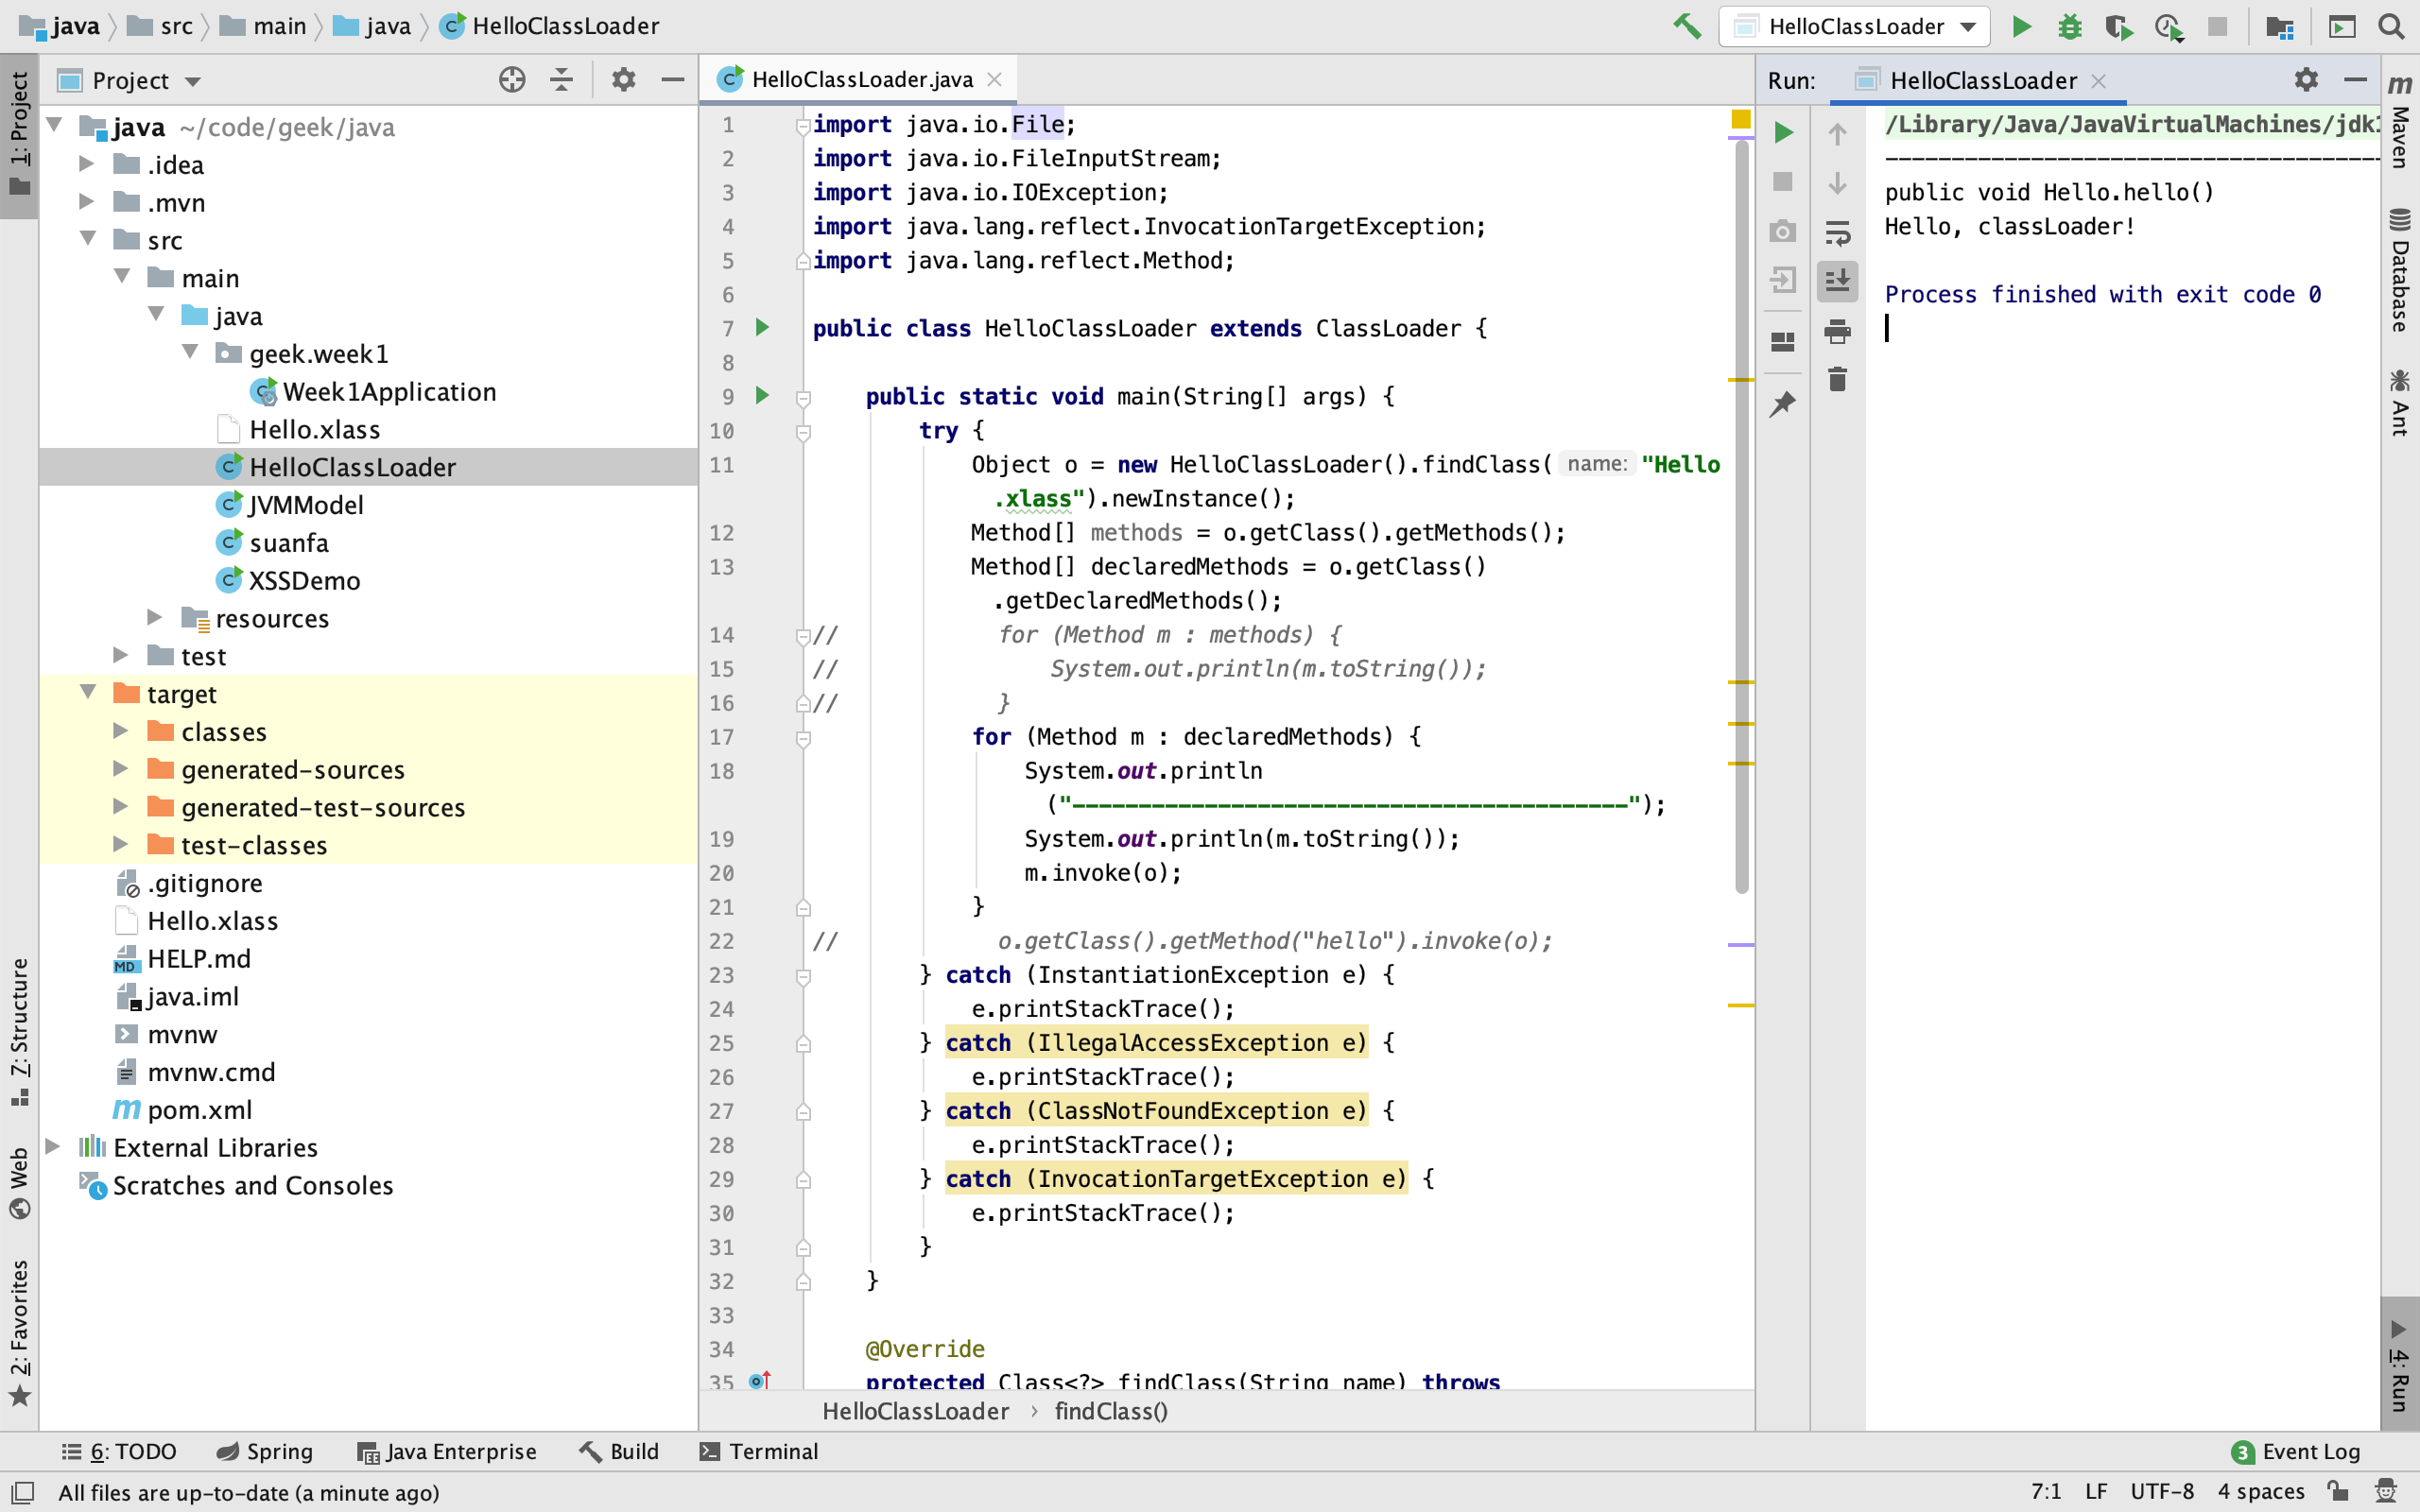 java src main java HelloClassLoader
HelloClassLoader
1: Project
7: Structure
Web
2: Favorites
Project
java ~/code/geek/java
.idea
.mvn
src
main
java
geek.week1
Week1Application
Hello.xlass
HelloClassLoader
JVMModel
suanfa
XSSDemo
resources
test
target
classes
generated-sources
generated-test-sources
test-classes
.gitignore
Hello.xlass
HELP.md
java.iml
mvnw
mvnw.cmd
pom.xml
External Libraries
Scratches and Consoles
HelloClassLoader.java
1 import java.io.File;
2 import java.io.FileInputStream;
3 import java.io.IOException;
4 import java.lang.reflect.InvocationTargetException;
5 import java.lang.reflect.Method;
6
7 public class HelloClassLoader extends ClassLoader {
8
9 public static void main(String[] args) {
10 try {
11 Object o = new HelloClassLoader().findClass( name: "Hello
.xlass").newInstance();
12 Method[] methods = o.getClass().getMethods();
13 Method[] declaredMethods = o.getClass()
.getDeclaredMethods();
14 // for (Method m : methods) {
15 // System.out.println(m.toString());
16 // }
17 for (Method m : declaredMethods) {
18 System.out.println
("------------------------------------------");
19 System.out.println(m.toString());
20 m.invoke(o);
21 }
22 // o.getClass().getMethod("hello").invoke(o);
23 } catch (InstantiationException e) {
24 e.printStackTrace();
25 } catch (IllegalAccessException e) {
26 e.printStackTrace();
27 } catch (ClassNotFoundException e) {
28 e.printStackTrace();
29 } catch (InvocationTargetException e) {
30 e.printStackTrace();
31 }
32 }
33
34 @Override
35 protected Class<?> findClass(String name) throws
HelloClassLoader › findClass()
Run: HelloClassLoader
/Library/Java/JavaVirtualMachines/jdk1
--------------------------------------
public void Hello.hello()
Hello, classLoader!
Process finished with exit code 0
Maven
Database
Ant
4: Run
6: TODO Spring Java Enterprise Build Terminal 3 Event Log
All files are up-to-date (a minute ago) 7:1 LF UTF-8 4 spaces